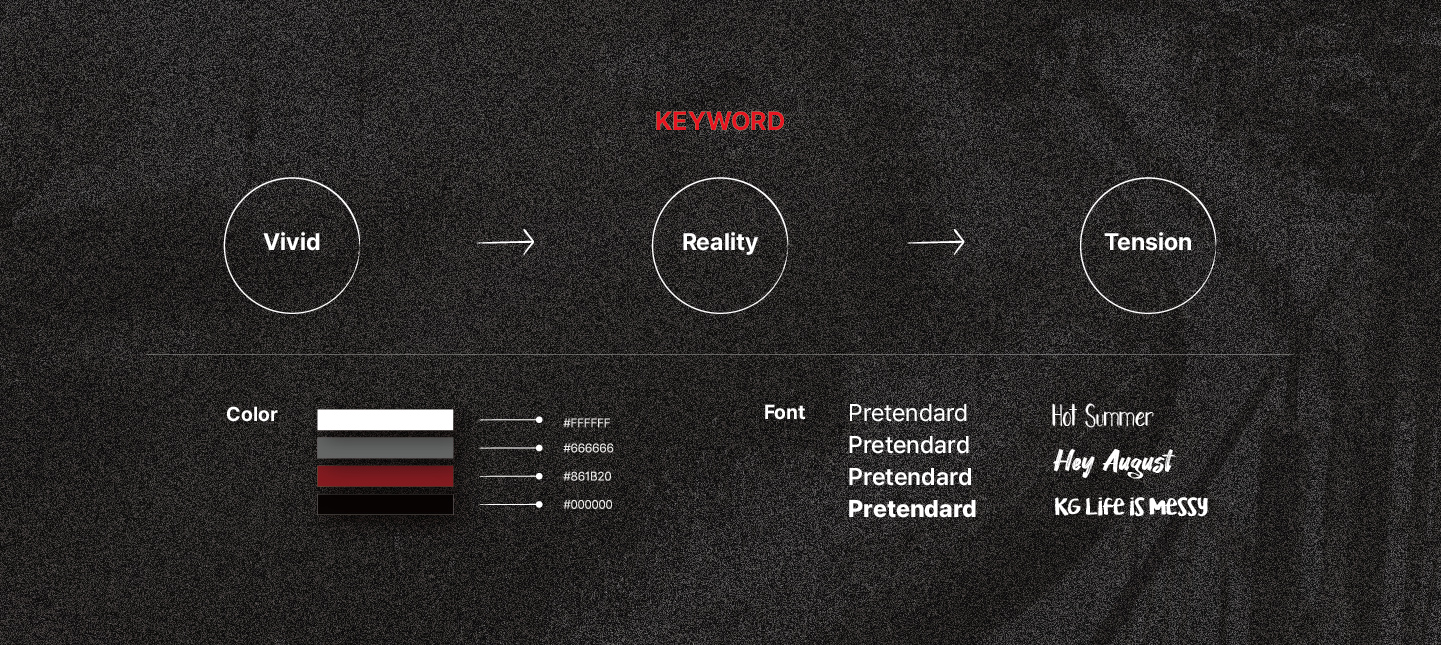 KEYWORD
Vivid
Reality
Tension
Color
#FFFFFF
#666666
#861B20
#000000
Font
Pretendard
Pretendard
Pretendard
Pretendard
Hot Summer
Hey August
KG Life is Messy